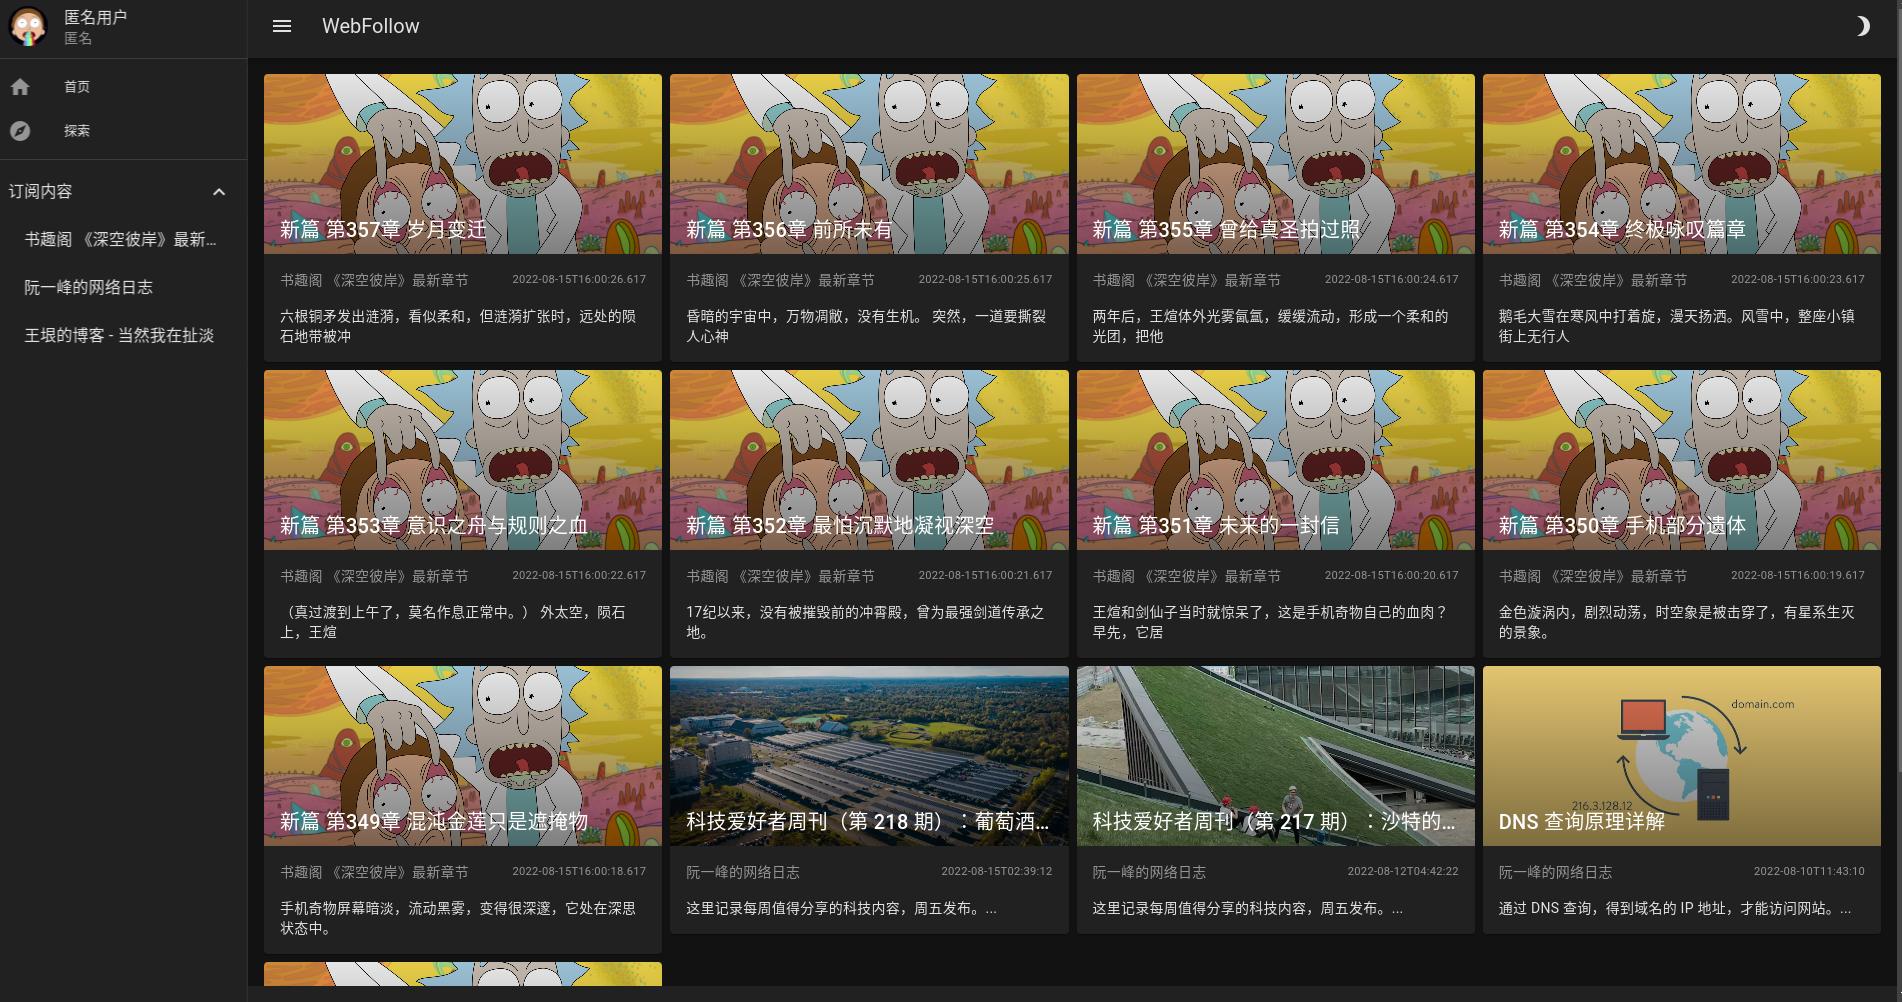 匿名用户
匿名
首页
探索
订阅内容
书趣阁 《深空彼岸》最新...
阮一峰的网络日志
王垠的博客 - 当然我在扯淡
WebFollow
新篇 第357章 岁月变迁
书趣阁 《深空彼岸》最新章节 2022-08-15T16:00:26.617
六根铜矛发出涟漪，看似柔和，但涟漪扩张时，远处的陨
石地带被冲
新篇 第356章 前所未有
书趣阁 《深空彼岸》最新章节 2022-08-15T16:00:25.617
昏暗的宇宙中，万物凋敝，没有生机。 突然，一道要撕裂
人心神
新篇 第355章 曾给真圣拍过照
书趣阁 《深空彼岸》最新章节 2022-08-15T16:00:24.617
两年后，王煊体外光雾氤氲，缓缓流动，形成一个柔和的
光团，把他
新篇 第354章 终极咏叹篇章
书趣阁 《深空彼岸》最新章节 2022-08-15T16:00:23.617
鹅毛大雪在寒风中打着旋，漫天扬洒。风雪中，整座小镇
街上无行人
新篇 第353章 意识之舟与规则之血
书趣阁 《深空彼岸》最新章节 2022-08-15T16:00:22.617
（真过渡到上午了，莫名作息正常中。） 外太空，陨石
上，王煊
新篇 第352章 最怕沉默地凝视深空
书趣阁 《深空彼岸》最新章节 2022-08-15T16:00:21.617
17纪以来，没有被摧毁前的冲霄殿，曾为最强剑道传承之
地。
新篇 第351章 未来的一封信
书趣阁 《深空彼岸》最新章节 2022-08-15T16:00:20.617
王煊和剑仙子当时就惊呆了，这是手机奇物自己的血肉？
早先，它居
新篇 第350章 手机部分遗体
书趣阁 《深空彼岸》最新章节 2022-08-15T16:00:19.617
金色漩涡内，剧烈动荡，时空象是被击穿了，有星系生灭
的景象。
新篇 第349章 混沌金莲只是遮掩物
书趣阁 《深空彼岸》最新章节 2022-08-15T16:00:18.617
手机奇物屏幕暗淡，流动黑雾，变得很深邃，它处在深思
状态中。
科技爱好者周刊（第 218 期）：葡萄酒...
阮一峰的网络日志 2022-08-15T02:39:12
这里记录每周值得分享的科技内容，周五发布。...
科技爱好者周刊（第 217 期）：沙特的...
阮一峰的网络日志 2022-08-12T04:42:22
这里记录每周值得分享的科技内容，周五发布。...
domain.com
216.3.128.12
DNS 查询原理详解
阮一峰的网络日志 2022-08-10T11:43:10
通过 DNS 查询，得到域名的 IP 地址，才能访问网站。...